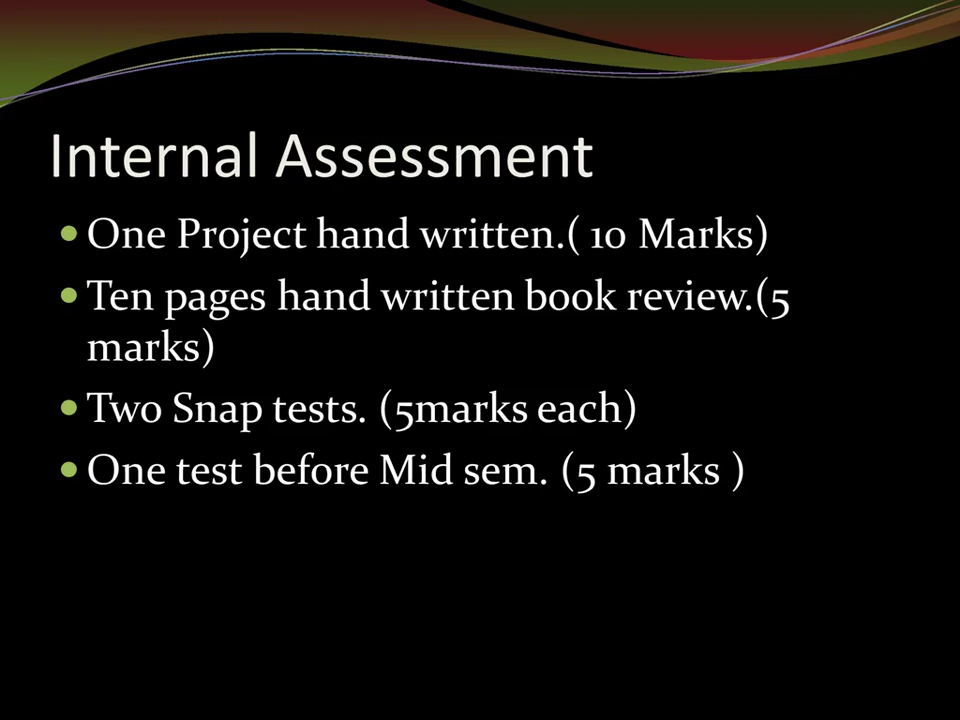 Internal Assessment
One Project hand written.( 10 Marks)
Ten pages hand written book review.(5
marks)
Two Snap tests. (5marks each)
One test before Mid sem. (5 marks )